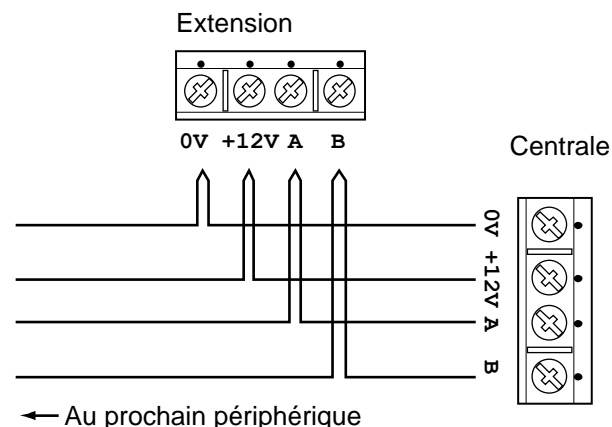 Extension
0V +12V A B
Centrale
0V +12V A B
← Au prochain périphérique